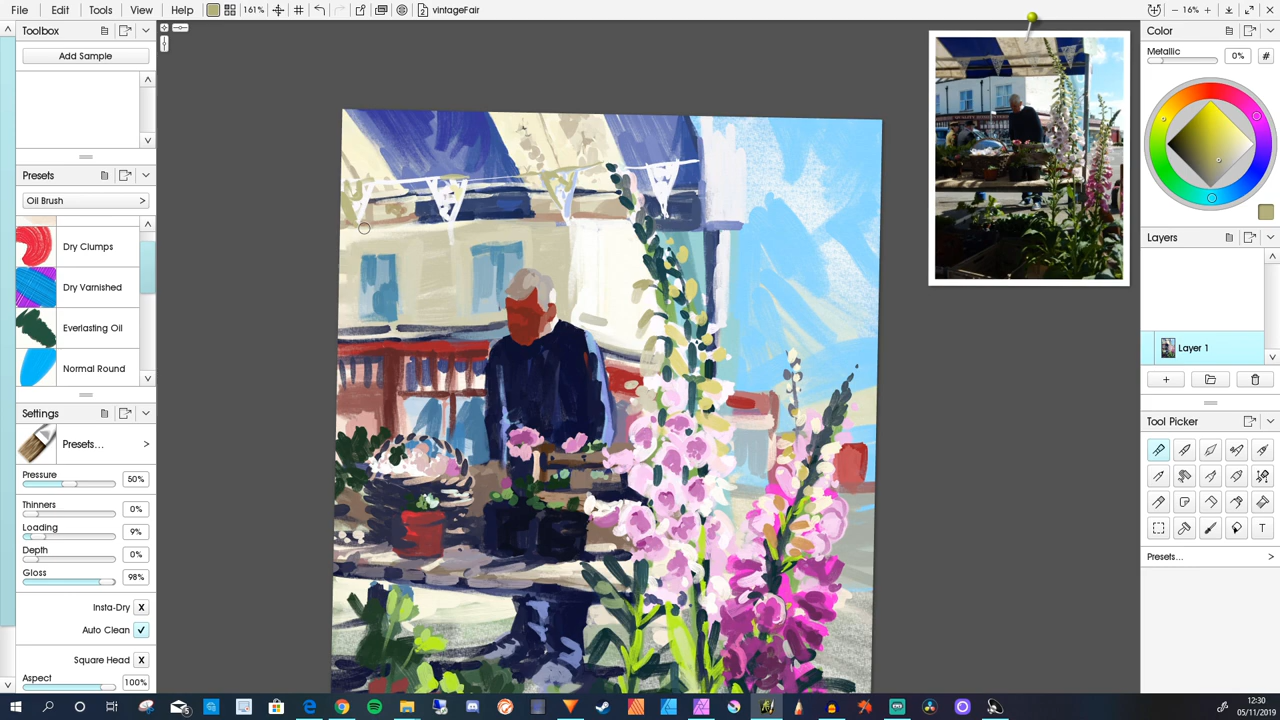 File Edit Tools View Help 161% vintageFair - 16% +
Toolbox
Add Sample
Presets
Oil Brush >
Dry Clumps
Dry Varnished
Everlasting Oil
Normal Round
Settings
Presets... >
Pressure
50%
Thinners
0%
Loading
9%
Depth
0%
Gloss
98%
Insta-Dry X
Auto Clean
Square Head X
Aspect
100%
Color
Metallic
0% #
Layers
Layer 1
Tool Picker
T
Presets... >
12:30
05/11/2019